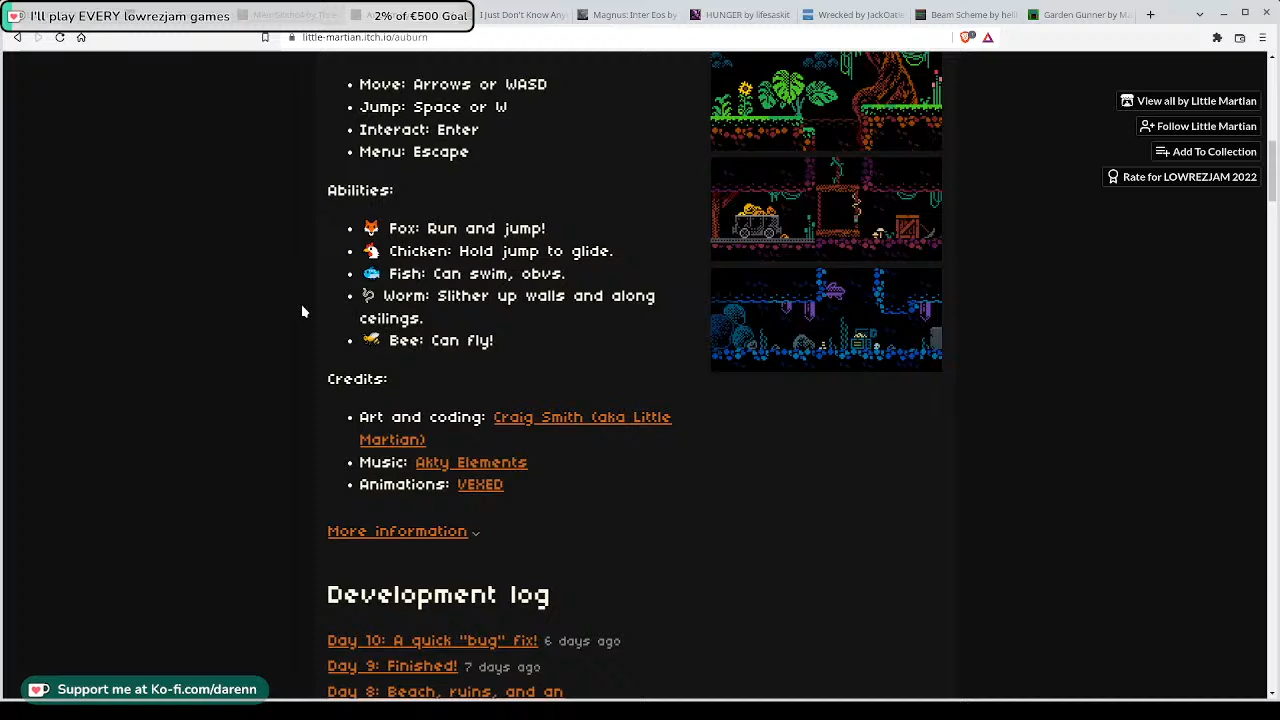 I'll play EVERY lowrezjam games
2% of €500 Goal
I Just Don't Know Any
Magnus: Inter Eos by
HUNGER by lifesaskit
Wrecked by JackOatle
Beam Scheme by helli
Garden Gunner by Ma
little-martian.itch.io/auburn
View all by Little Martian
Follow Little Martian
Add To Collection
Rate for LOWREZJAM 2022
• Move: Arrows or WASD
• Jump: Space or W
• Interact: Enter
• Menu: Escape
Abilities:
• 🦊 Fox: Run and jump!
• 🐔 Chicken: Hold jump to glide.
• 🐟 Fish: Can swim, obvs.
• 🪱 Worm: Slither up walls and along
ceilings.
• 🐝 Bee: Can fly!
Credits:
• Art and coding: Craig Smith (aka Little
Martian)
• Music: Akty Elements
• Animations: VEXED
More information
Development log
Day 10: A quick "bug" fix! 6 days ago
Day 9: Finished! 7 days ago
Day 8: Beach, ruins, and an
Support me at Ko-fi.com/darenn